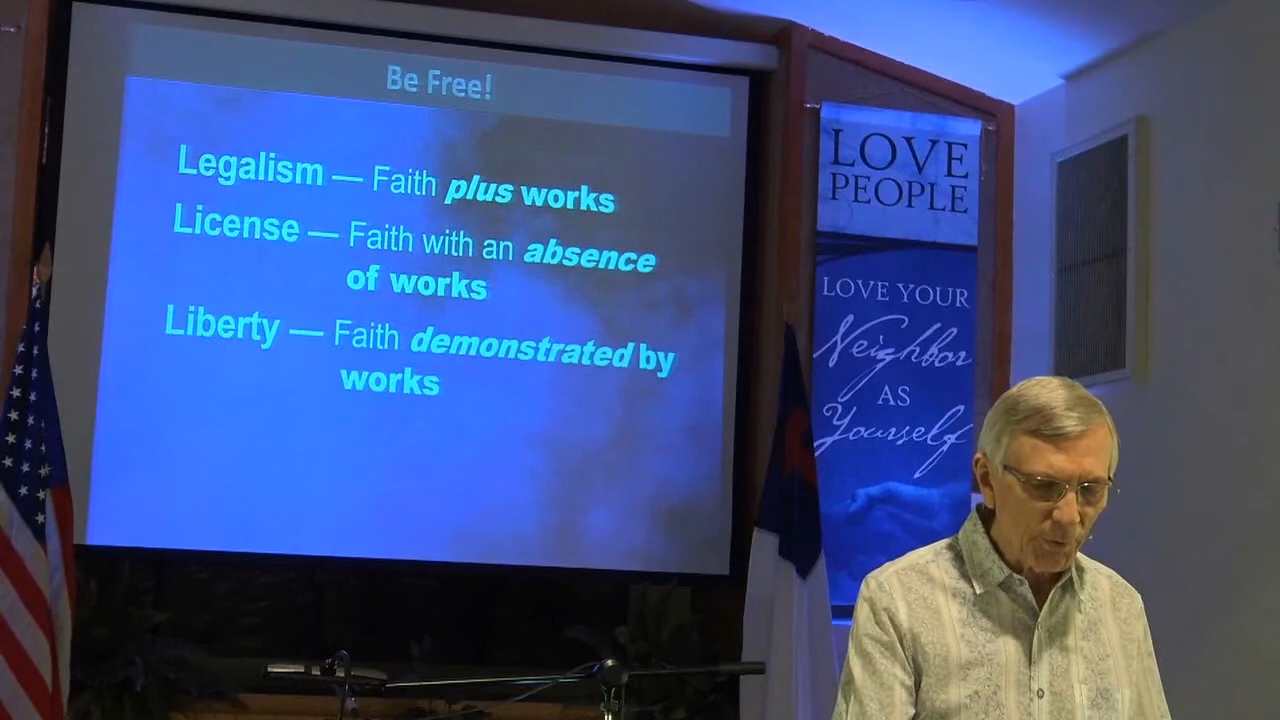 Be Free!
Legalism — Faith plus works
License — Faith with an absence
of works
Liberty — Faith demonstrated by
works
LOVE
PEOPLE
LOVE YOUR
Neighbor
AS
Yourself